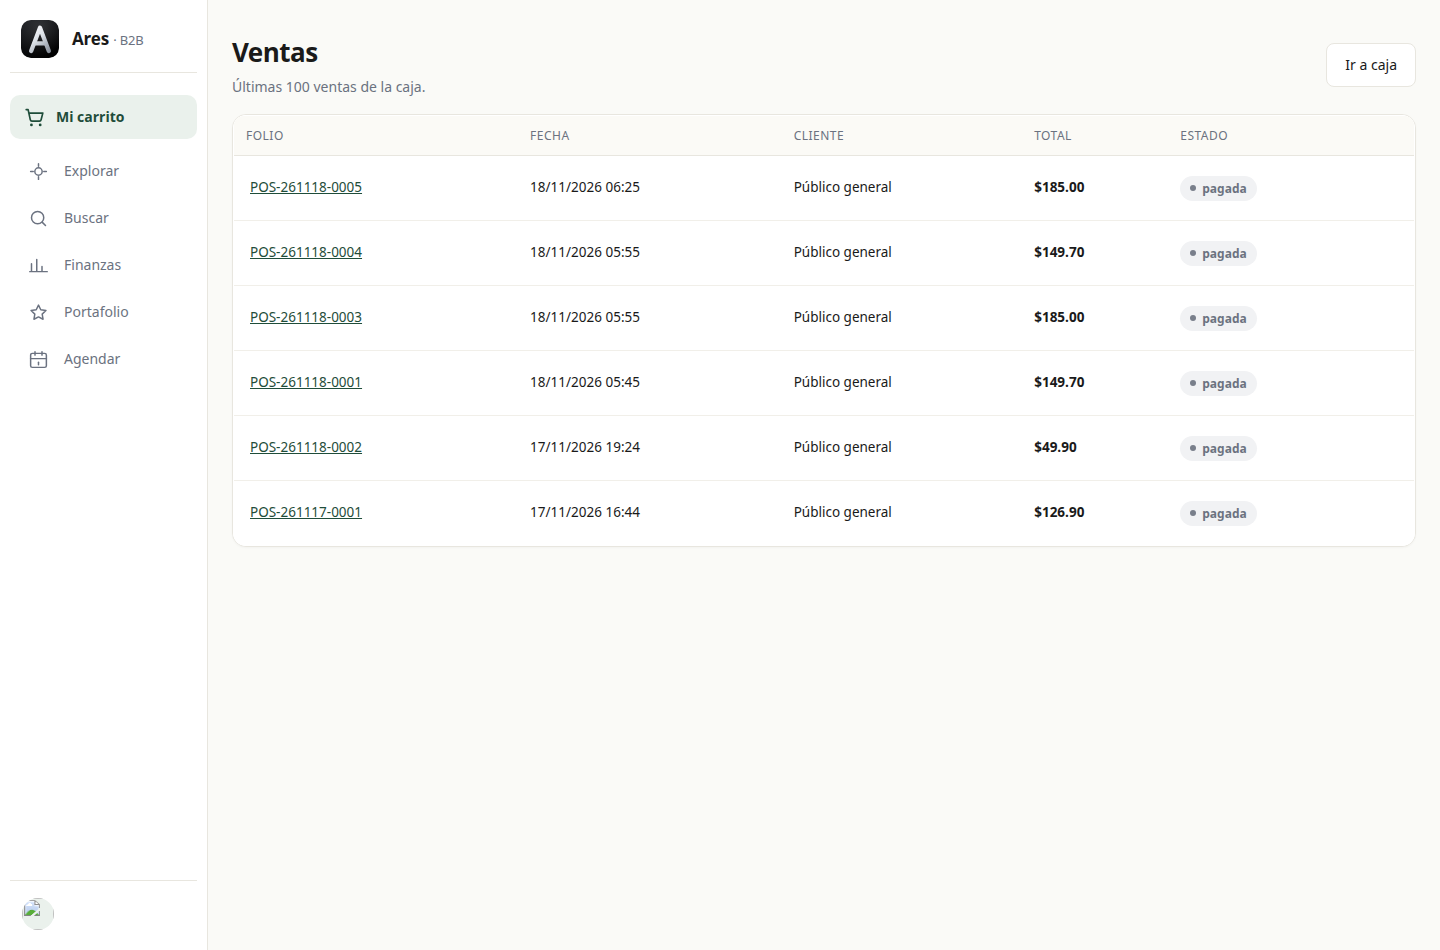 Ares · B2B
Mi carrito
Explorar
Buscar
Finanzas
Portafolio
Agendar
Ventas
Últimas 100 ventas de la caja.
Ir a caja
FOLIO FECHA CLIENTE TOTAL ESTADO
POS-261118-0005 18/11/2026 06:25 Público general $185.00 pagada
POS-261118-0004 18/11/2026 05:55 Público general $149.70 pagada
POS-261118-0003 18/11/2026 05:55 Público general $185.00 pagada
POS-261118-0001 18/11/2026 05:45 Público general $149.70 pagada
POS-261118-0002 17/11/2026 19:24 Público general $49.90 pagada
POS-261117-0001 17/11/2026 16:44 Público general $126.90 pagada